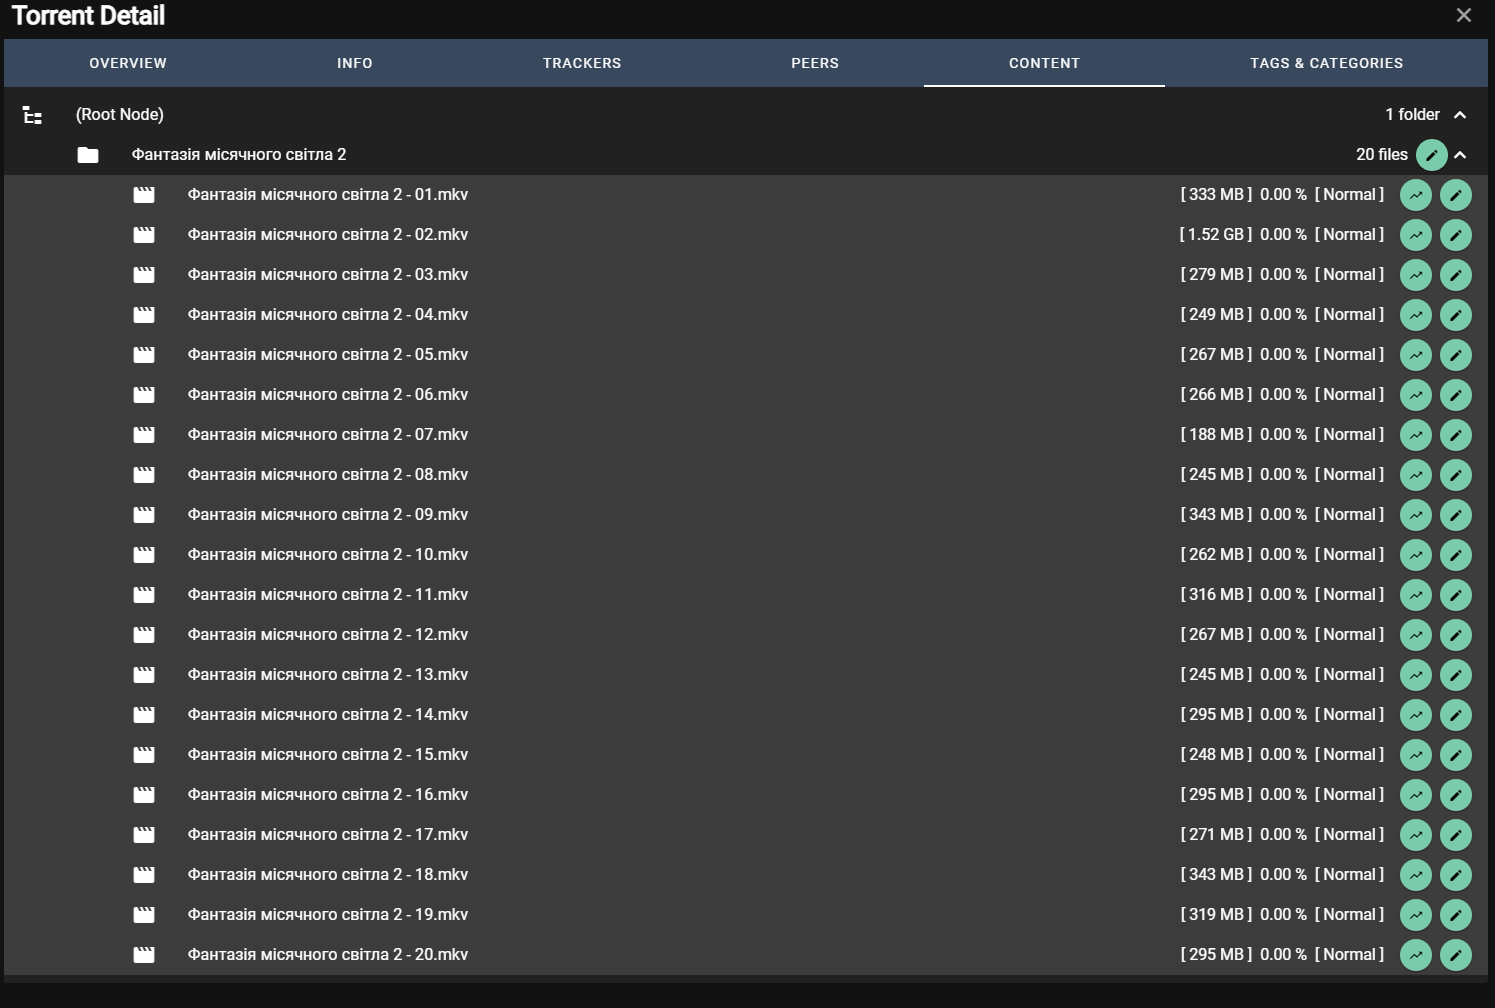 Torrent Detail
OVERVIEW INFO TRACKERS PEERS CONTENT TAGS & CATEGORIES
(Root Node) 1 folder
Фантазія місячного світла 2 20 files
Фантазія місячного світла 2 - 01.mkv [ 333 MB ] 0.00 % [ Normal ]
Фантазія місячного світла 2 - 02.mkv [ 1.52 GB ] 0.00 % [ Normal ]
Фантазія місячного світла 2 - 03.mkv [ 279 MB ] 0.00 % [ Normal ]
Фантазія місячного світла 2 - 04.mkv [ 249 MB ] 0.00 % [ Normal ]
Фантазія місячного світла 2 - 05.mkv [ 267 MB ] 0.00 % [ Normal ]
Фантазія місячного світла 2 - 06.mkv [ 266 MB ] 0.00 % [ Normal ]
Фантазія місячного світла 2 - 07.mkv [ 188 MB ] 0.00 % [ Normal ]
Фантазія місячного світла 2 - 08.mkv [ 245 MB ] 0.00 % [ Normal ]
Фантазія місячного світла 2 - 09.mkv [ 343 MB ] 0.00 % [ Normal ]
Фантазія місячного світла 2 - 10.mkv [ 262 MB ] 0.00 % [ Normal ]
Фантазія місячного світла 2 - 11.mkv [ 316 MB ] 0.00 % [ Normal ]
Фантазія місячного світла 2 - 12.mkv [ 267 MB ] 0.00 % [ Normal ]
Фантазія місячного світла 2 - 13.mkv [ 245 MB ] 0.00 % [ Normal ]
Фантазія місячного світла 2 - 14.mkv [ 295 MB ] 0.00 % [ Normal ]
Фантазія місячного світла 2 - 15.mkv [ 248 MB ] 0.00 % [ Normal ]
Фантазія місячного світла 2 - 16.mkv [ 295 MB ] 0.00 % [ Normal ]
Фантазія місячного світла 2 - 17.mkv [ 271 MB ] 0.00 % [ Normal ]
Фантазія місячного світла 2 - 18.mkv [ 343 MB ] 0.00 % [ Normal ]
Фантазія місячного світла 2 - 19.mkv [ 319 MB ] 0.00 % [ Normal ]
Фантазія місячного світла 2 - 20.mkv [ 295 MB ] 0.00 % [ Normal ]